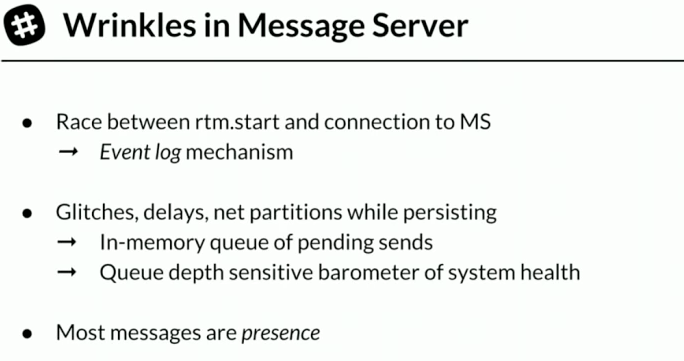 Wrinkles in Message Server
● Race between rtm.start and connection to MS
→ Event log mechanism
● Glitches, delays, net partitions while persisting
→ In-memory queue of pending sends
→ Queue depth sensitive barometer of system health
● Most messages are presence